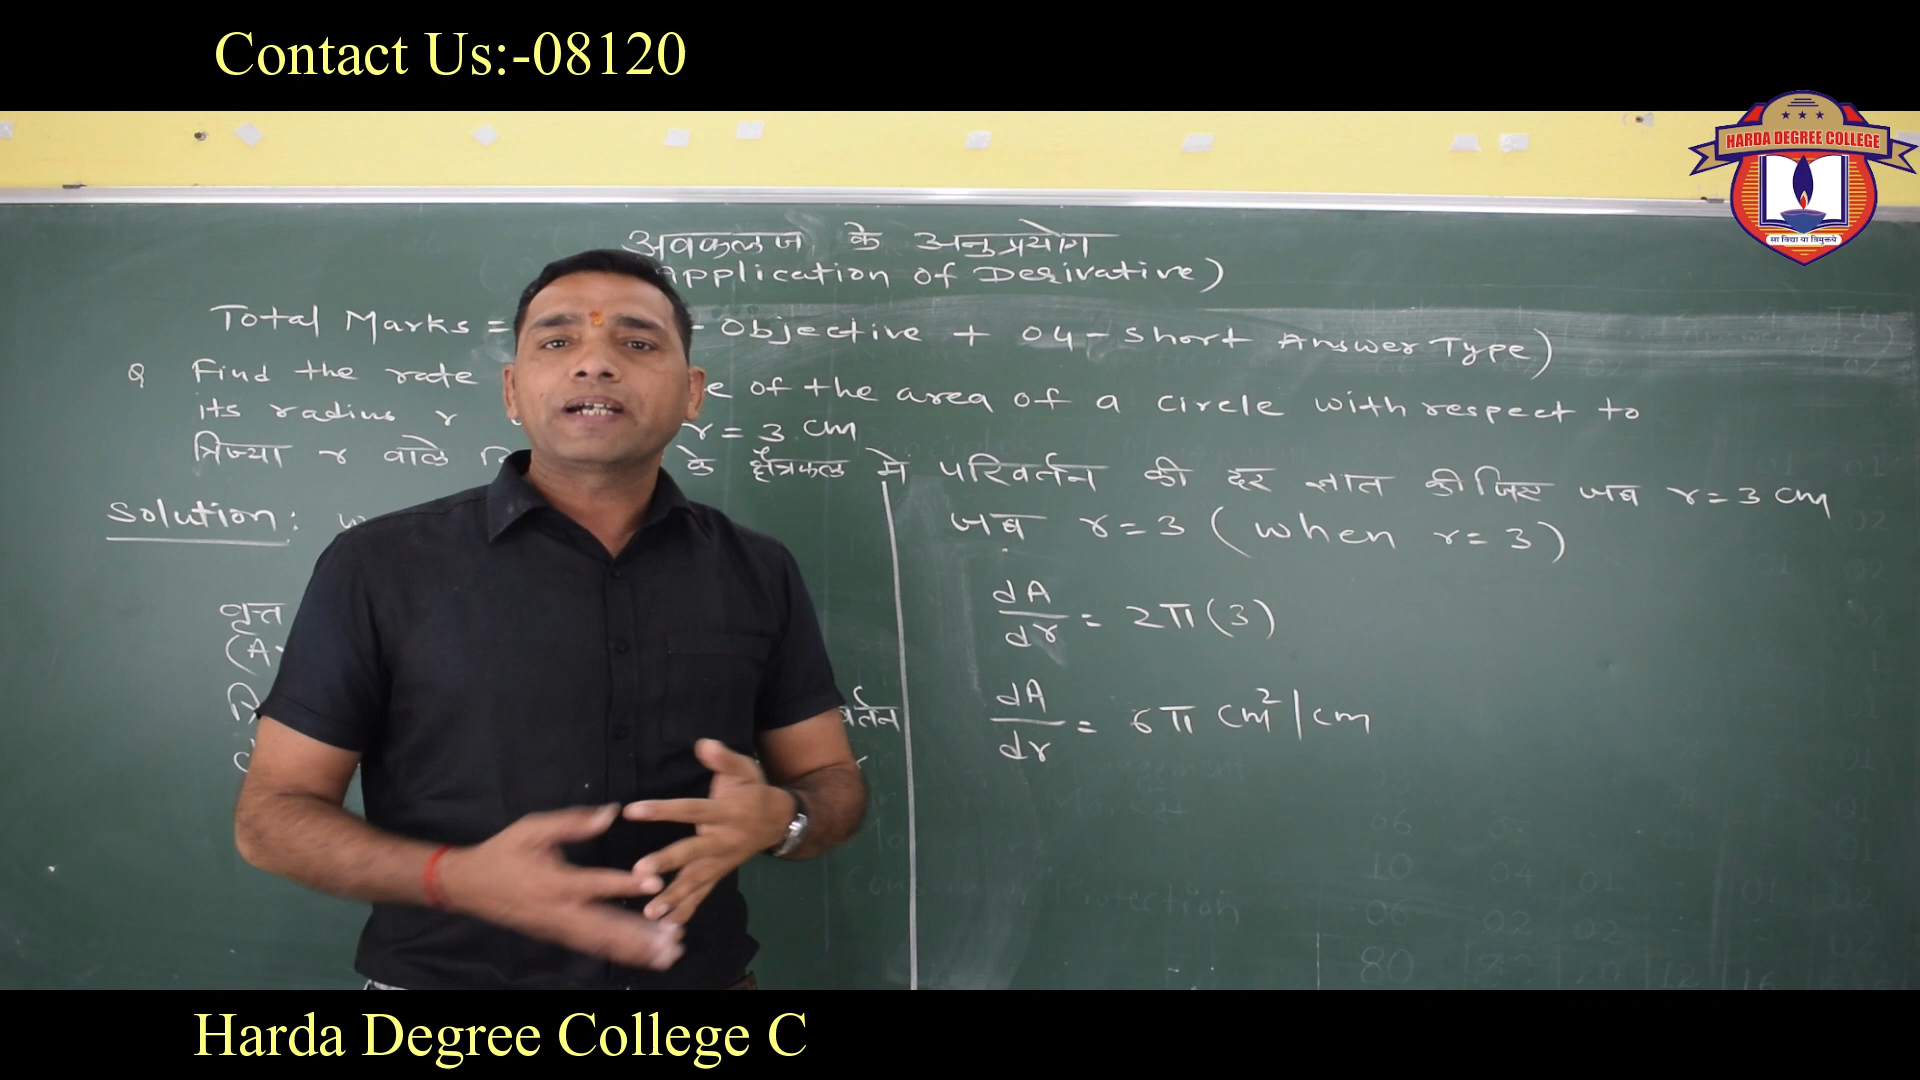 Contact Us:-08120
HARDA DEGREE COLLEGE
सा विद्या या विमुक्तये
अवकलज के अनुप्रयोग
Application of Derivative)
Total Marks = - Objective + 04 - Short Answer Type)
Q Find the rate of the area of a circle with respect to
its radius r r = 3 cm
त्रिज्या r वाले के क्षेत्रफल में परिवर्तन की दर ज्ञात कीजिए जब r = 3 cm
Solution:
वृत्त
(A
जब r = 3 (when r = 3)
dA/dr = 2π(3)
dA/dr = 6π cm²/cm
Harda Degree College C